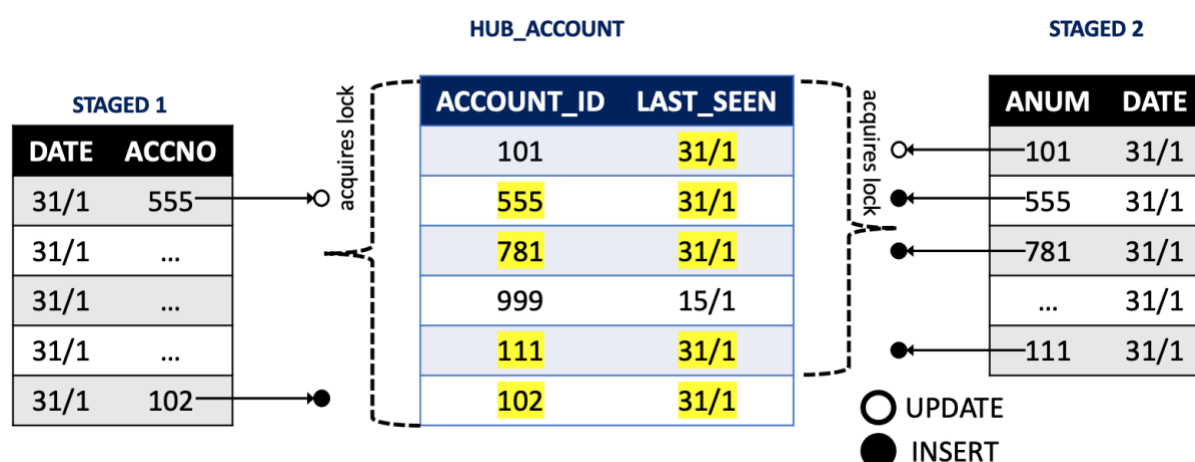 HUB_ACCOUNT
STAGED 2
STAGED 1
acquires lock
acquires lock
DATE ACCNO
31/1 555
31/1 ...
31/1 ...
31/1 ...
31/1 102
ACCOUNT_ID LAST_SEEN
101 31/1
555 31/1
781 31/1
999 15/1
111 31/1
102 31/1
ANUM DATE
101 31/1
555 31/1
781 31/1
... 31/1
111 31/1
UPDATE
INSERT